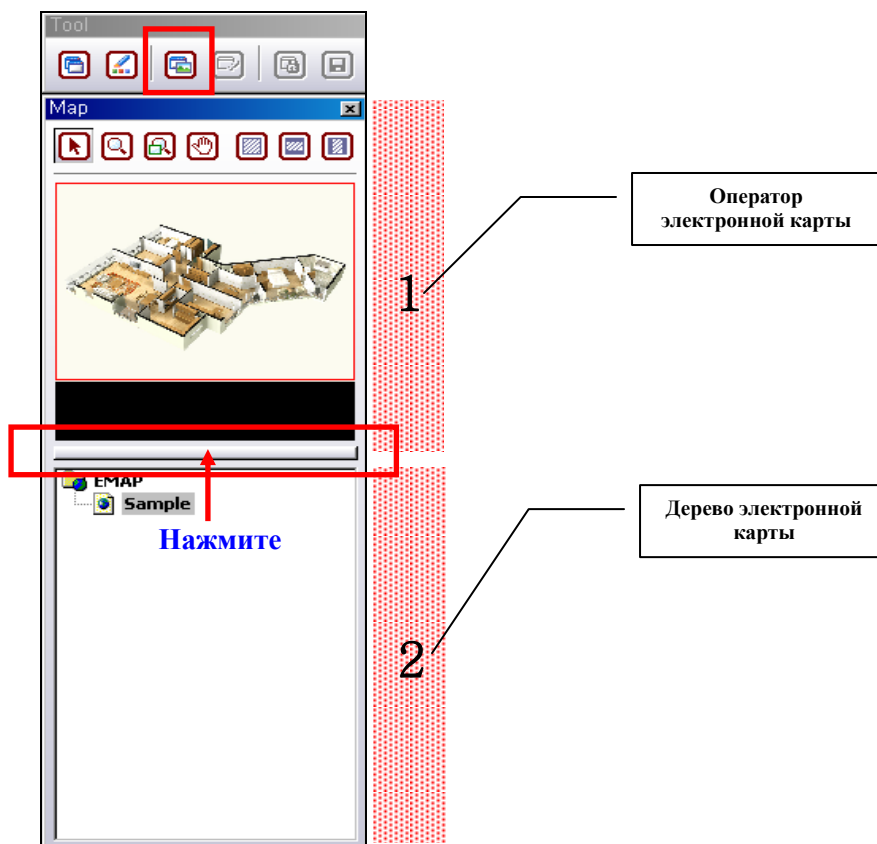 Tool
Map
1
Оператор
электронной карты
EMAP
Sample
Нажмите
Дерево электронной
карты
2